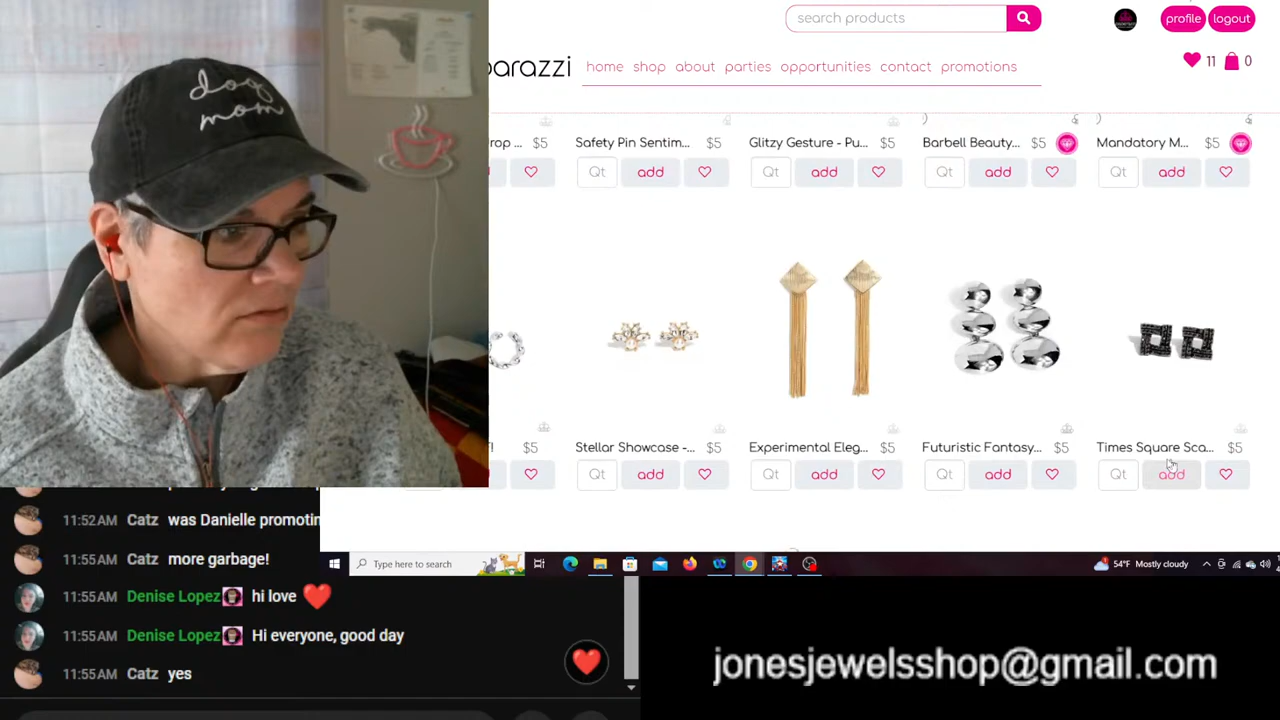 dog
mom
search products
profile
logout
parazzi
home
shop
about
parties
opportunities
contact
promotions
11
0
$5
Safety Pin Sentim...
$5
Glitzy Gesture - Pu...
$5
Barbell Beauty...
$5
Mandatory M...
$5
Qt
add
Qt
add
Qt
add
Qt
add
$5
Stellar Showcase -...
$5
Experimental Eleg...
$5
Futuristic Fantasy...
$5
Times Square Sca...
$5
Qt
add
Qt
add
Qt
add
Qt
add
11:52AM Catz was Danielle promotin
11:55AM Catz more garbage!
11:55AM Denise Lopez hi love
11:55AM Denise Lopez Hi everyone, good day
11:55AM Catz yes
Type here to search
54°F Mostly cloudy
jonesjewelsshop@gmail.com